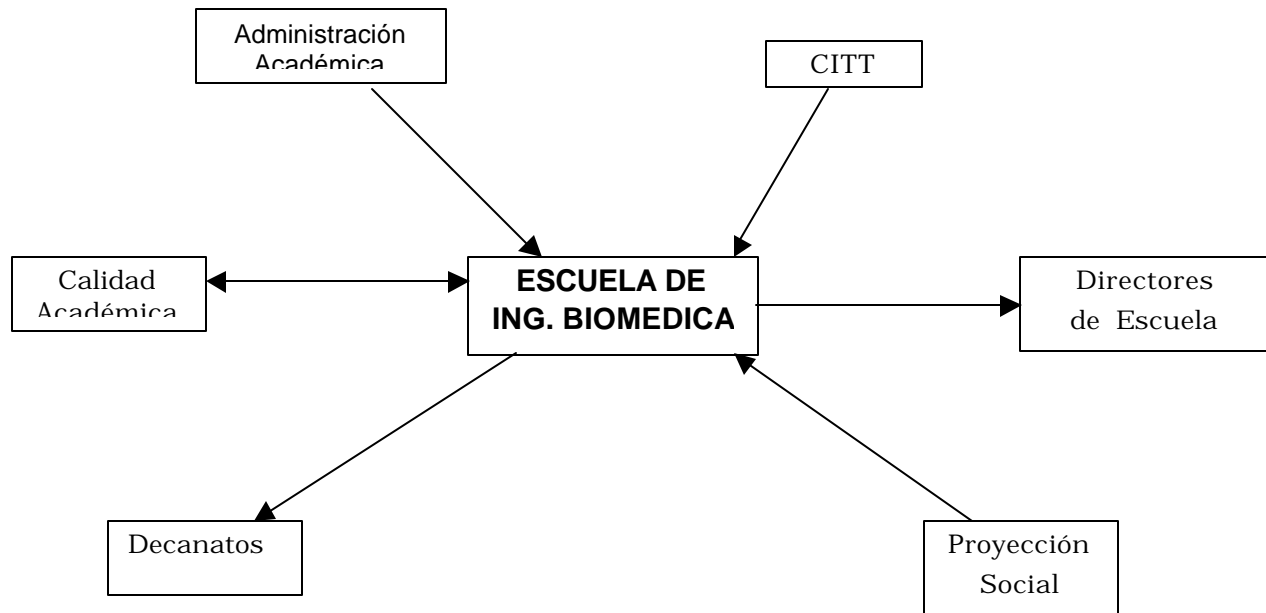 Administración
Académica
CITT
Calidad
Académica
ESCUELA DE
ING. BIOMEDICA
Directores
de Escuela
Decanatos
Proyección
Social